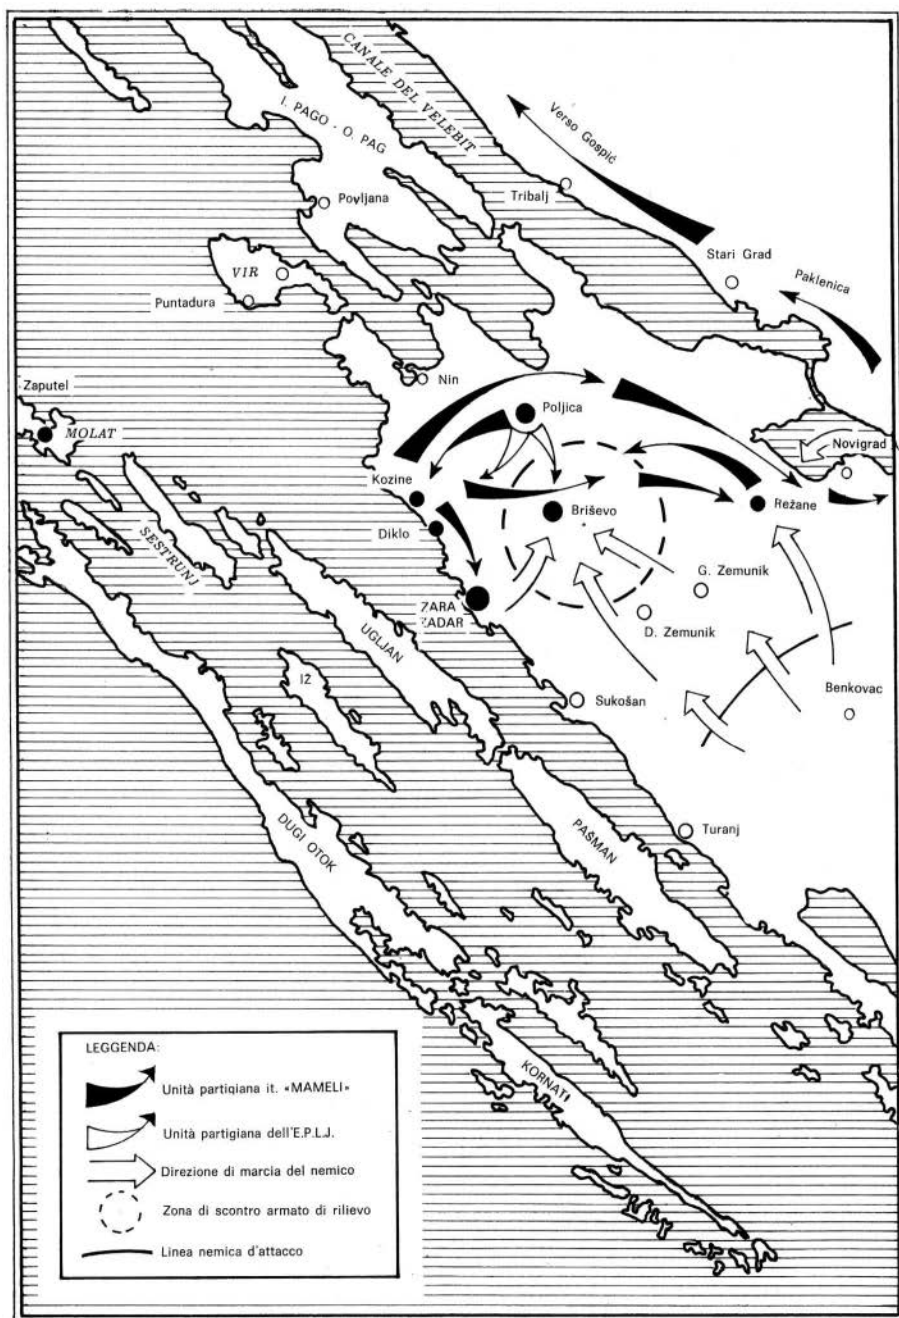 CANALE DEL VELEBIT
I. PAGO - O. PAG
Verso Gospić
Tribalj
Povljana
Stari Grad
Paklenica
VIR
Puntadura
Nin
Zaputel
MOLAT
Poljica
Novigrad
Kozine
Režane
Briševo
Diklo
SESTRUNJ
G. Zemunik
ZARA
ZADAR
D. Zemunik
UGLJAN
IŽ
Sukošan
Benkovac
DUGI OTOK
PAŠMAN
Turanj
KORNATI
LEGGENDA:
Unità partigiana it. «MAMELI»
Unità partigiana dell'E.P.L.J.
Direzione di marcia del nemico
Zona di scontro armato di rilievo
Linea nemica d'attacco